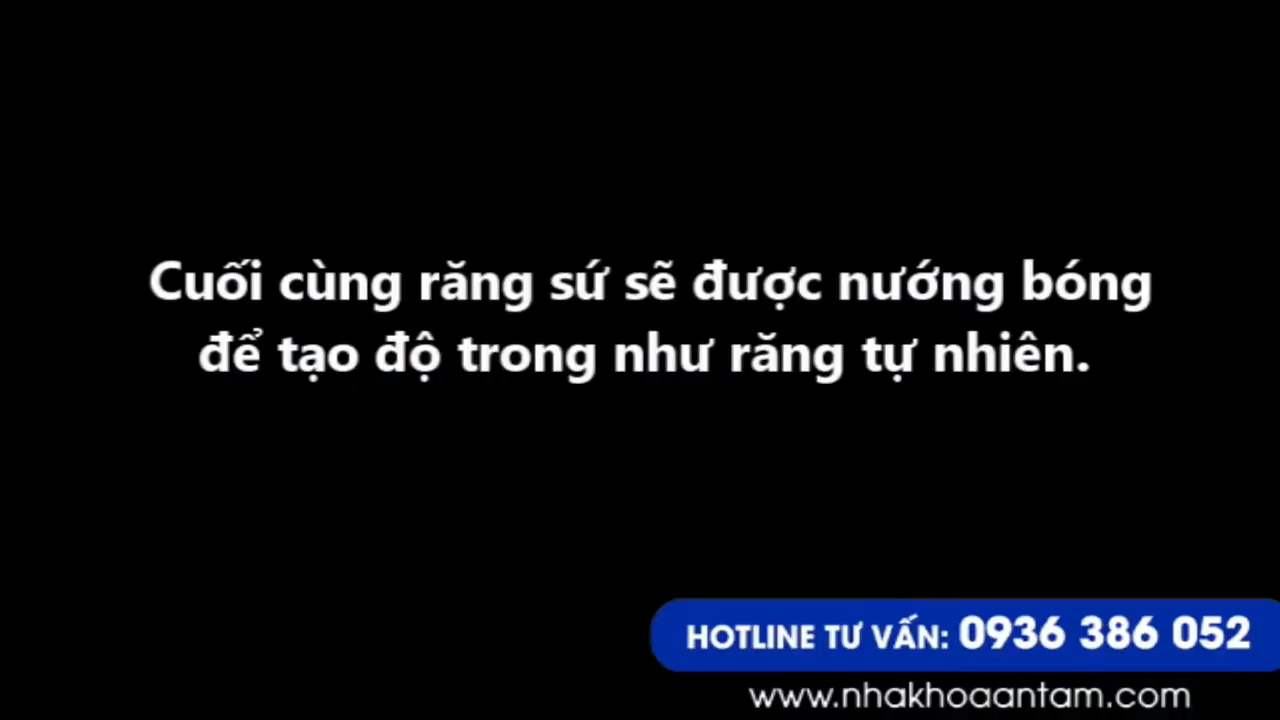 Cuối cùng răng sứ sẽ được nướng bóng
để tạo độ trong như răng tự nhiên.
HOTLINE TƯ VẤN: 0936 386 052
www.nhakhoaantam.com